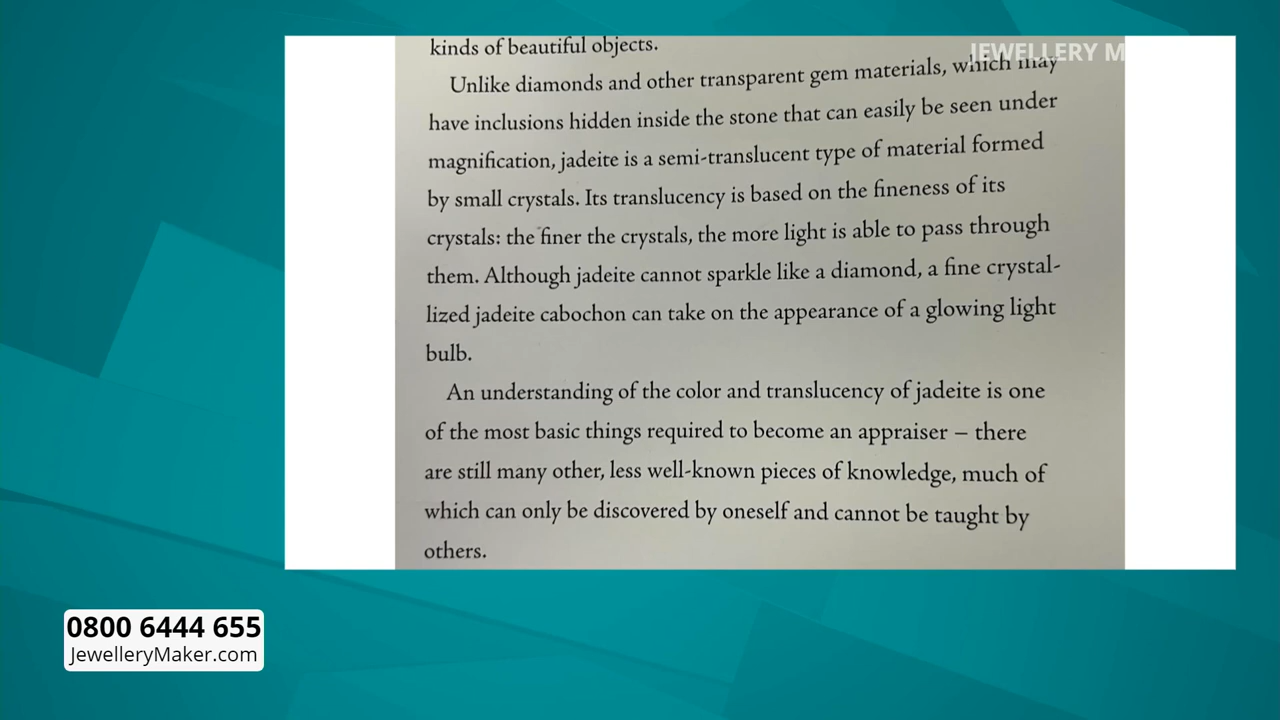 JEWELLERY M
kinds of beautiful objects.
Unlike diamonds and other transparent gem materials, which may
have inclusions hidden inside the stone that can easily be seen under
magnification, jadeite is a semi-translucent type of material formed
by small crystals. Its translucency is based on the fineness of its
crystals: the finer the crystals, the more light is able to pass through
them. Although jadeite cannot sparkle like a diamond, a fine crystal-
lized jadeite cabochon can take on the appearance of a glowing light
bulb.
An understanding of the color and translucency of jadeite is one
of the most basic things required to become an appraiser – there
are still many other, less well-known pieces of knowledge, much of
which can only be discovered by oneself and cannot be taught by
others.
0800 6444 655
JewelleryMaker.com